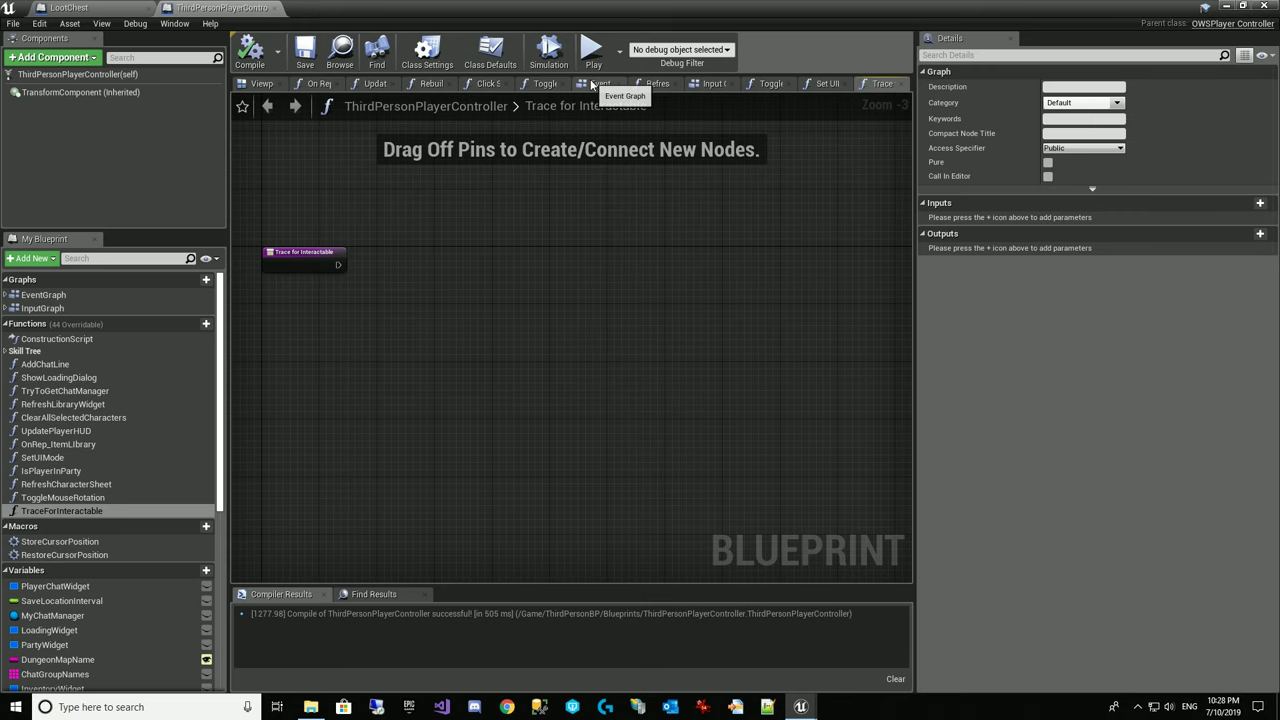 LootChest
ThirdPersonPlayerContro
File Edit Asset View Debug Window Help
Parent class: OWSPlayer Controller
Components
+Add Component
Search
ThirdPersonPlayerController(self)
TransformComponent (Inherited)
Compile
Save
Browse
Find
Class Settings
Class Defaults
Simulation
Play
No debug object selected
Debug Filter
Viewp
On Rep
Updat
Rebuil
Click S
Toggle
Event
Refres
Input G
Toggle
Set UII
Trace
Event Graph
ThirdPersonPlayerController > Trace for Interactable
Zoom -3
Drag Off Pins to Create/Connect New Nodes.
Trace for Interactable
BLUEPRINT
My Blueprint
+Add New
Search
Graphs
EventGraph
InputGraph
Functions (44 Overridable)
ConstructionScript
Skill Tree
AddChatLine
ShowLoadingDialog
TryToGetChatManager
RefreshLibraryWidget
ClearAllSelectedCharacters
UpdatePlayerHUD
OnRep_ItemLIbrary
SetUIMode
IsPlayerInParty
RefreshCharacterSheet
ToggleMouseRotation
TraceForInteractable
Macros
StoreCursorPosition
RestoreCursorPosition
Variables
PlayerChatWidget
SaveLocationInterval
MyChatManager
LoadingWidget
PartyWidget
DungeonMapName
ChatGroupNames
InventoryWidget
Compiler Results
Find Results
[1277.98] Compile of ThirdPersonPlayerController successful! [in 505 ms] (/Game/ThirdPersonBP/Blueprints/ThirdPersonPlayerController.ThirdPersonPlayerController)
Clear
Details
Search Details
Graph
Description
Category
Default
Keywords
Compact Node Title
Access Specifier
Public
Pure
Call In Editor
Inputs
Please press the + icon above to add parameters
Outputs
Please press the + icon above to add parameters
Type here to search
10:28 PM
7/10/2019